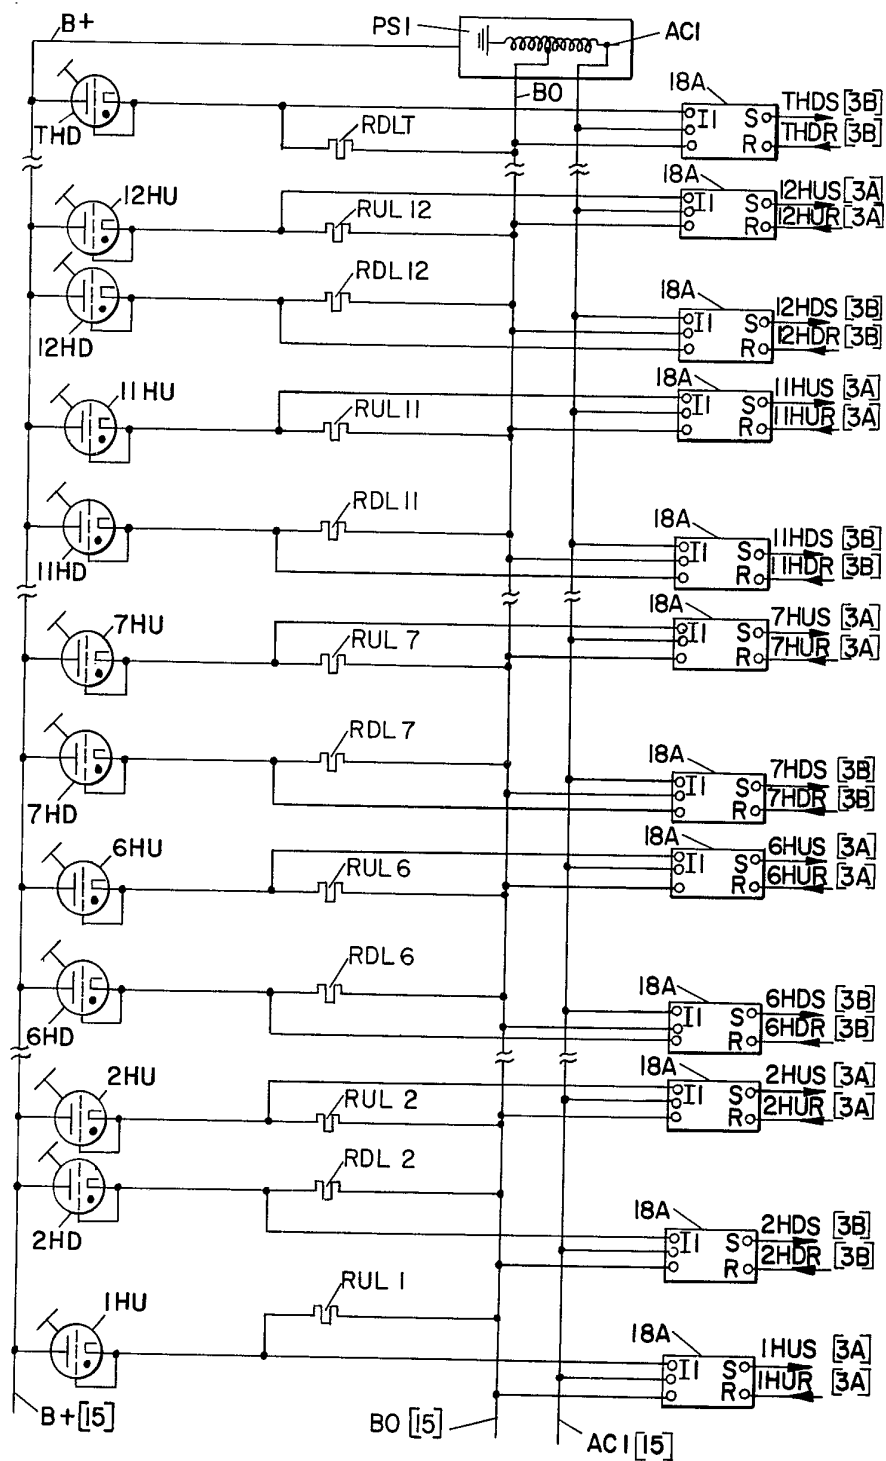 B+
PS1
AC1
BO
THD
RDLT
18A
I1 S
R
THDS [3B]
THDR [3B]
12HU
RUL 12
18A
I1 S
R
12HUS [3A]
12HUR [3A]
12HD
RDL 12
18A
I1 S
R
12HDS [3B]
12HDR [3B]
11HU
RUL 11
18A
I1 S
R
11HUS [3A]
11HUR [3A]
11HD
RDL 11
18A
I1 S
R
11HDS [3B]
11HDR [3B]
7HU
RUL 7
18A
I1 S
R
7HUS [3A]
7HUR [3A]
7HD
RDL 7
18A
I1 S
R
7HDS [3B]
7HDR [3B]
6HU
RUL 6
18A
I1 S
R
6HUS [3A]
6HUR [3A]
6HD
RDL 6
18A
I1 S
R
6HDS [3B]
6HDR [3B]
2HU
RUL 2
18A
I1 S
R
2HUS [3A]
2HUR [3A]
2HD
RDL 2
18A
I1 S
R
2HDS [3B]
2HDR [3B]
1HU
RUL 1
18A
I1 S
R
1HUS [3A]
1HUR [3A]
B+ [15]
BO [15]
AC1 [15]